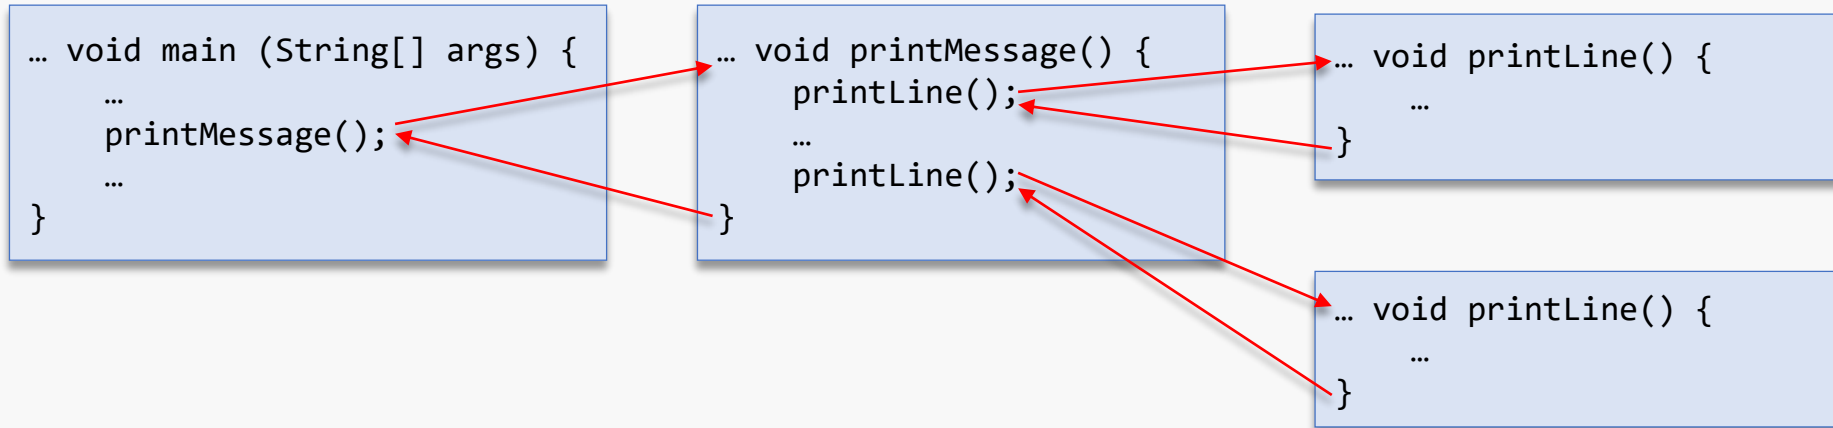 … void main (String[] args) {
…
printMessage();
…
}
… void printMessage() {
printLine();
…
printLine();
}
… void printLine() {
…
}
… void printLine() {
…
}